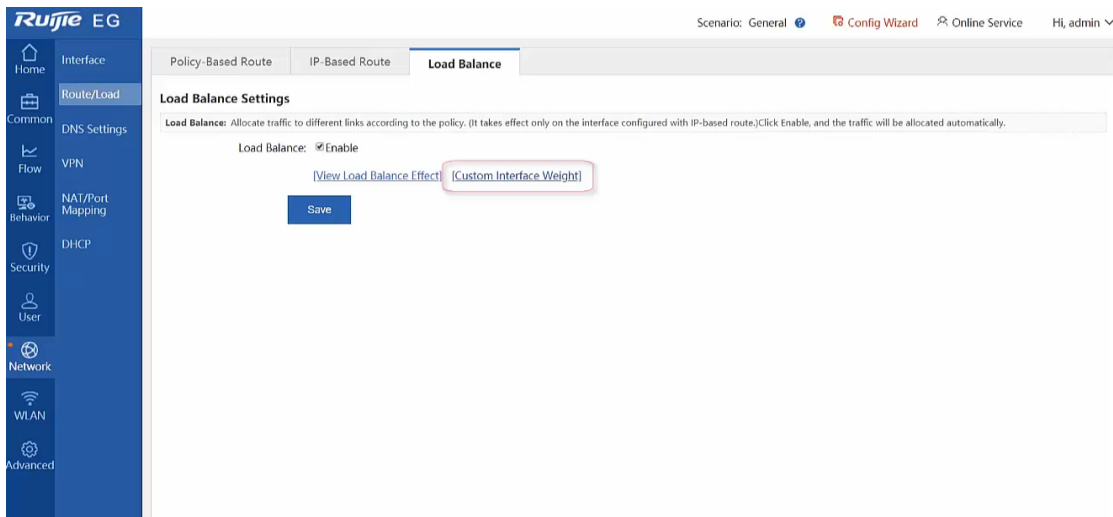 Ruijie EG
Scenario: General ?
Config Wizard
Online Service
Hi, admin
Home
Common
Flow
Behavior
Security
User
Network
WLAN
Advanced
Interface
Route/Load
DNS Settings
VPN
NAT/Port
Mapping
DHCP
Policy-Based Route
IP-Based Route
Load Balance
Load Balance Settings
Load Balance: Allocate traffic to different links according to the policy. (It takes effect only on the interface configured with IP-based route.)Click Enable, and the traffic will be allocated automatically.
Load Balance: Enable
[View Load Balance Effect] [Custom Interface Weight]
Save